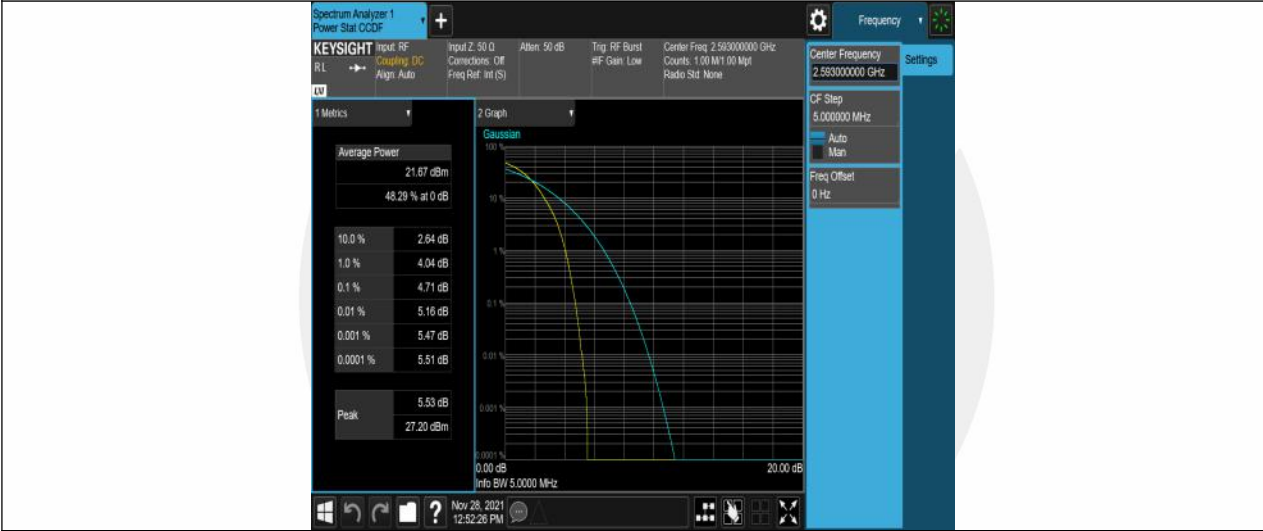 Spectrum Analyzer 1
Power Stat CCDF
+
Frequency
KEYSIGHT
RL
LV
Input: RF
Coupling: DC
Align: Auto
Input Z: 50 Ω
Corrections: Off
Freq Ref: Int (S)
Atten: 50 dB
Trig: RF Burst
#IF Gain: Low
Center Freq: 2.593000000 GHz
Counts: 1.00 M/1.00 Mpt
Radio Std: None
Center Frequency
2.593000000 GHz
Settings
CF Step
5.000000 MHz
Auto
Man
Freq Offset
0 Hz
1 Metrics
Average Power
21.67 dBm
48.29 % at 0 dB
10.0 % 2.64 dB
1.0 % 4.04 dB
0.1 % 4.71 dB
0.01 % 5.16 dB
0.001 % 5.47 dB
0.0001 % 5.51 dB
Peak
5.53 dB
27.20 dBm
2 Graph
Gaussian
100 %
10 %
1 %
0.1 %
0.01 %
0.001 %
0.0001 %
0.00 dB 20.00 dB
Info BW 5.0000 MHz
?
Nov 28, 2021
12:52:26 PM